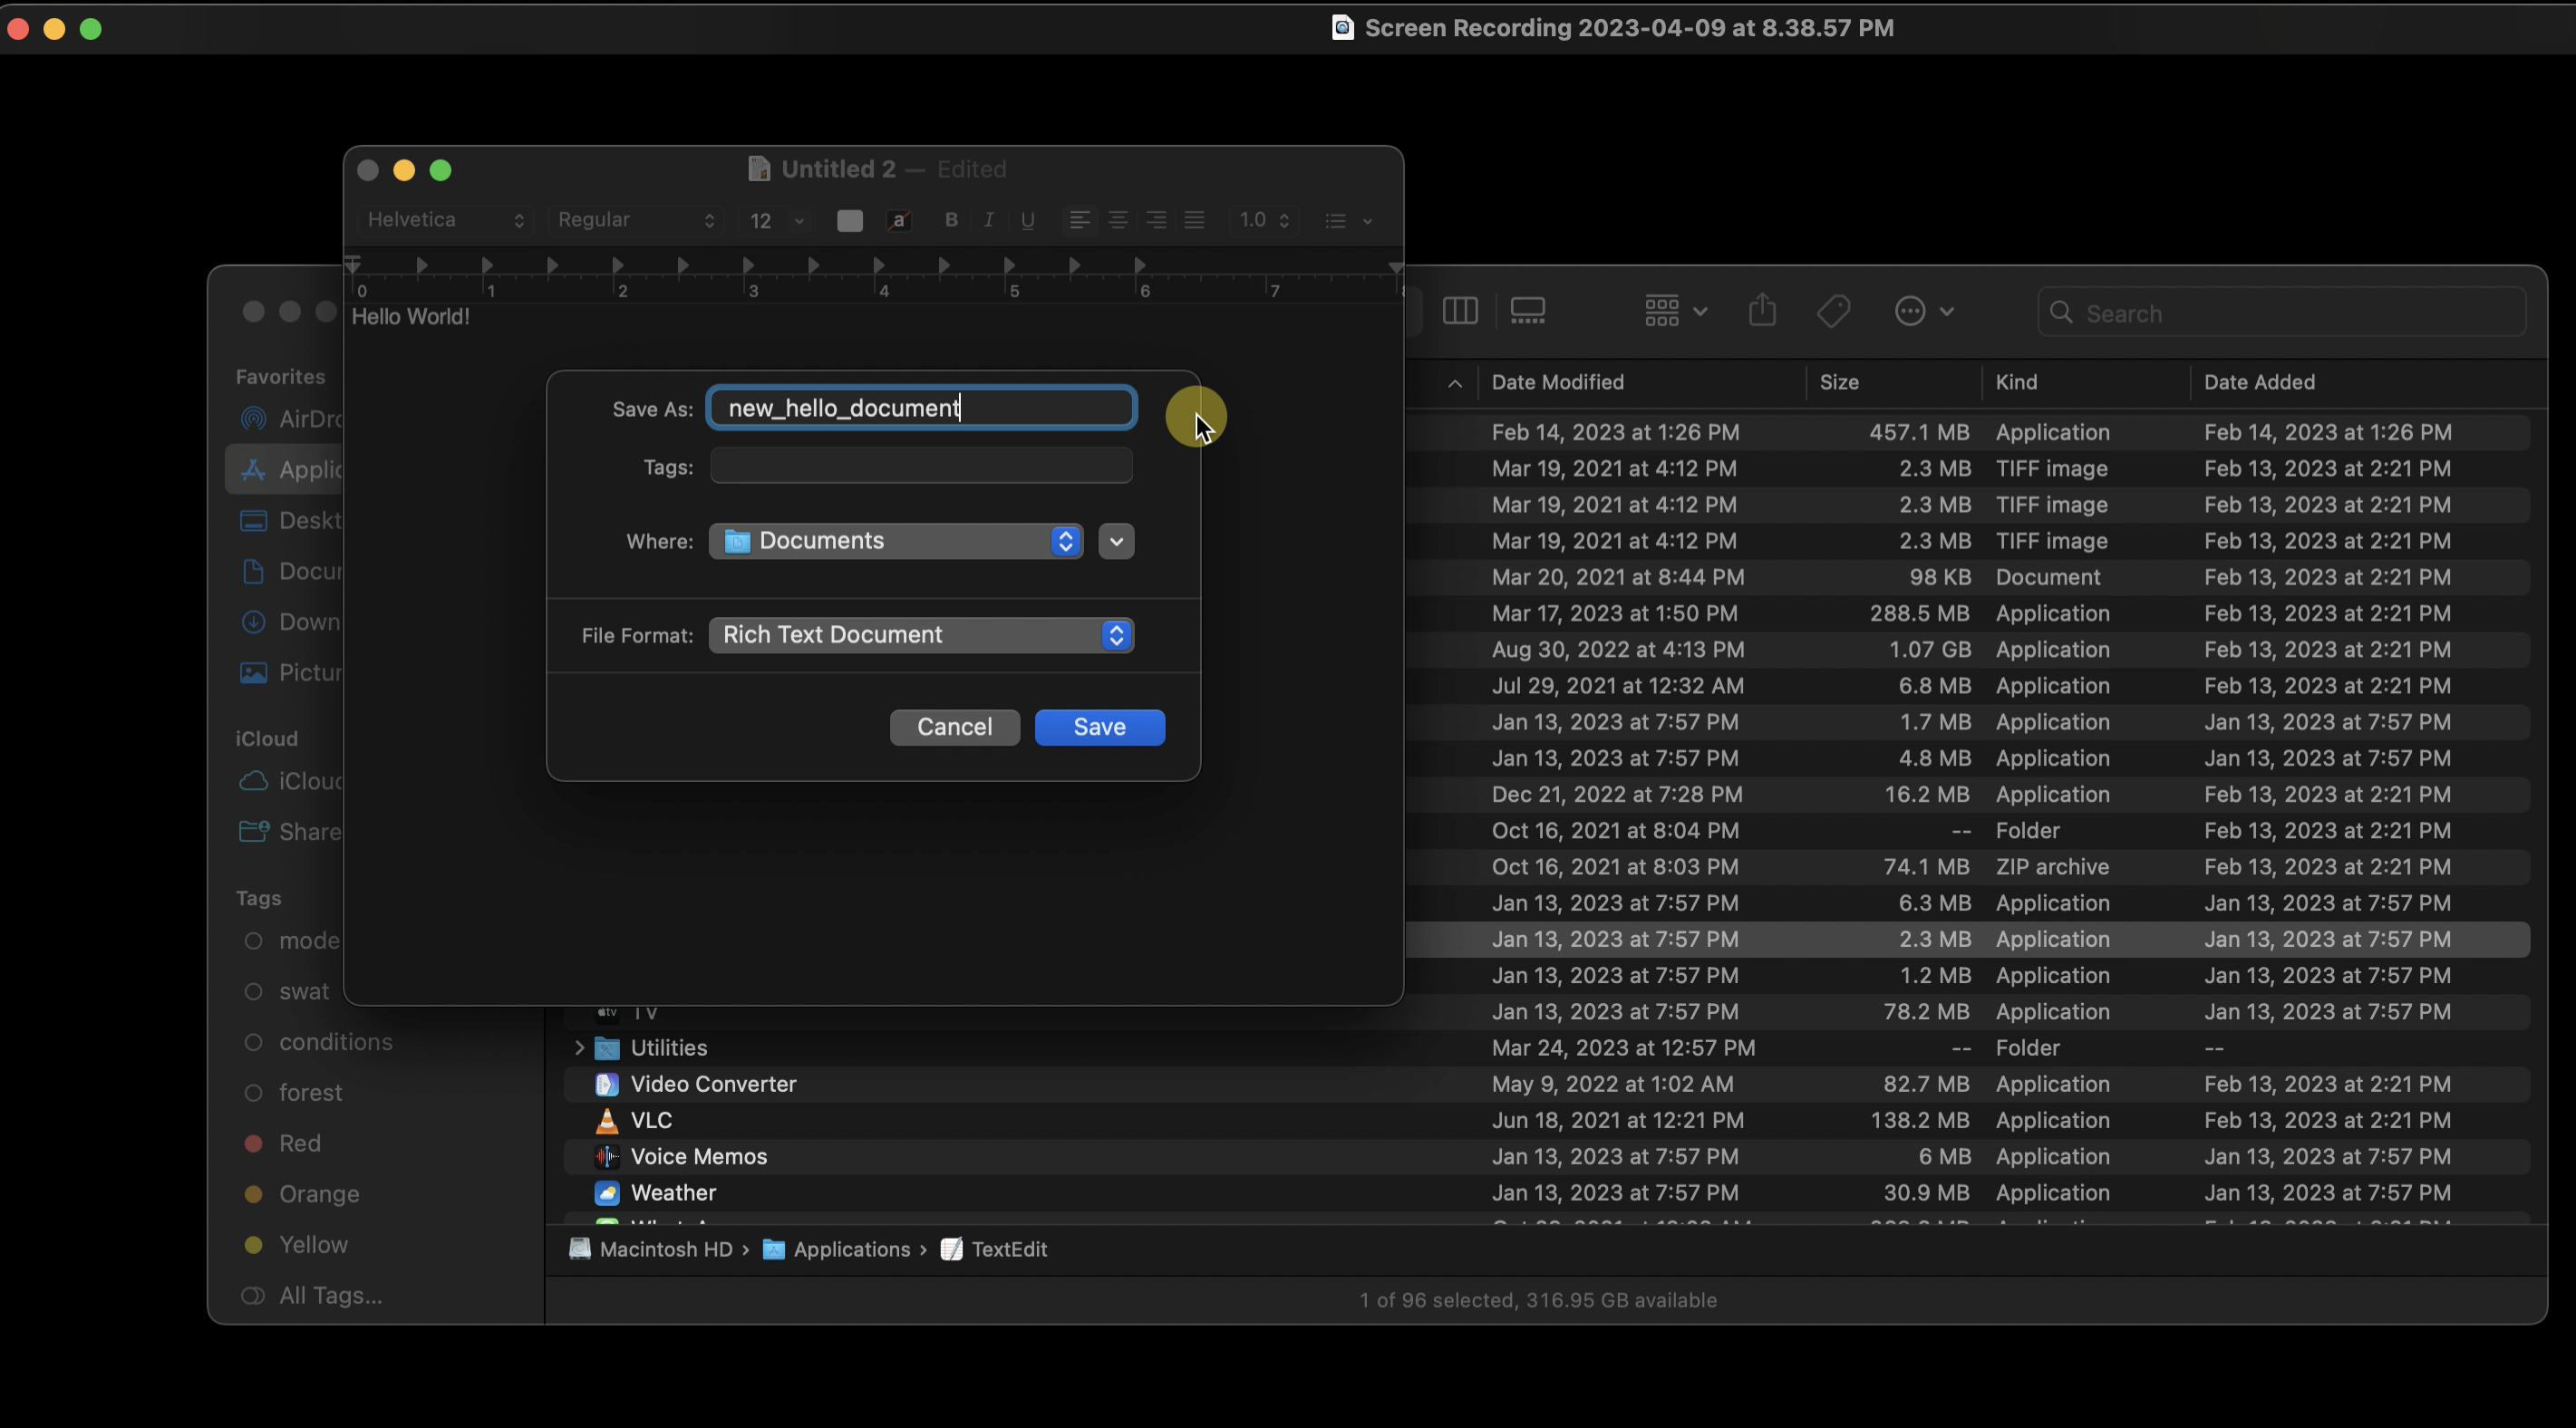 Screen Recording 2023-04-09 at 8.38.57 PM
Untitled 2 — Edited
Helvetica Regular 12 a B I U 1.0
0 1 2 3 4 5 6 7
Hello World!
Save As: new_hello_document
Tags:
Where: Documents
File Format: Rich Text Document
Cancel Save
Search
Favorites
iCloud
Tags
swat
conditions
forest
Red
Orange
Yellow
All Tags...
Date Modified Size Kind Date Added
Feb 14, 2023 at 1:26 PM 457.1 MB Application Feb 14, 2023 at 1:26 PM
Mar 19, 2021 at 4:12 PM 2.3 MB TIFF image Feb 13, 2023 at 2:21 PM
Mar 19, 2021 at 4:12 PM 2.3 MB TIFF image Feb 13, 2023 at 2:21 PM
Mar 19, 2021 at 4:12 PM 2.3 MB TIFF image Feb 13, 2023 at 2:21 PM
Mar 20, 2021 at 8:44 PM 98 KB Document Feb 13, 2023 at 2:21 PM
Mar 17, 2023 at 1:50 PM 288.5 MB Application Feb 13, 2023 at 2:21 PM
Aug 30, 2022 at 4:13 PM 1.07 GB Application Feb 13, 2023 at 2:21 PM
Jul 29, 2021 at 12:32 AM 6.8 MB Application Feb 13, 2023 at 2:21 PM
Jan 13, 2023 at 7:57 PM 1.7 MB Application Jan 13, 2023 at 7:57 PM
Jan 13, 2023 at 7:57 PM 4.8 MB Application Jan 13, 2023 at 7:57 PM
Dec 21, 2022 at 7:28 PM 16.2 MB Application Feb 13, 2023 at 2:21 PM
Oct 16, 2021 at 8:04 PM -- Folder Feb 13, 2023 at 2:21 PM
Oct 16, 2021 at 8:03 PM 74.1 MB ZIP archive Feb 13, 2023 at 2:21 PM
Jan 13, 2023 at 7:57 PM 6.3 MB Application Jan 13, 2023 at 7:57 PM
Jan 13, 2023 at 7:57 PM 2.3 MB Application Jan 13, 2023 at 7:57 PM
Jan 13, 2023 at 7:57 PM 1.2 MB Application Jan 13, 2023 at 7:57 PM
tv TV Jan 13, 2023 at 7:57 PM 78.2 MB Application Jan 13, 2023 at 7:57 PM
Utilities Mar 24, 2023 at 12:57 PM -- Folder --
Video Converter May 9, 2022 at 1:02 AM 82.7 MB Application Feb 13, 2023 at 2:21 PM
VLC Jun 18, 2021 at 12:21 PM 138.2 MB Application Feb 13, 2023 at 2:21 PM
Voice Memos Jan 13, 2023 at 7:57 PM 6 MB Application Jan 13, 2023 at 7:57 PM
Weather Jan 13, 2023 at 7:57 PM 30.9 MB Application Jan 13, 2023 at 7:57 PM
Macintosh HD › Applications › TextEdit
1 of 96 selected, 316.95 GB available